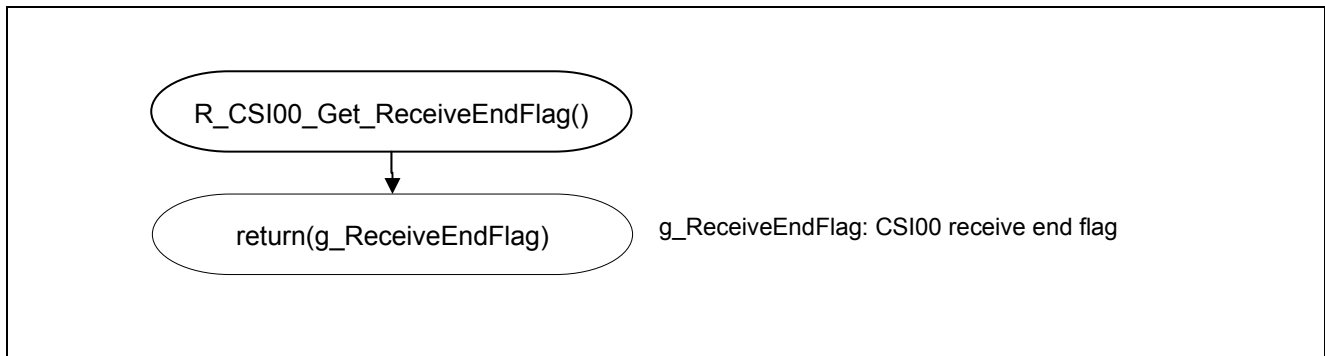 R_CSI00_Get_ReceiveEndFlag()
return(g_ReceiveEndFlag)
g_ReceiveEndFlag: CSI00 receive end flag